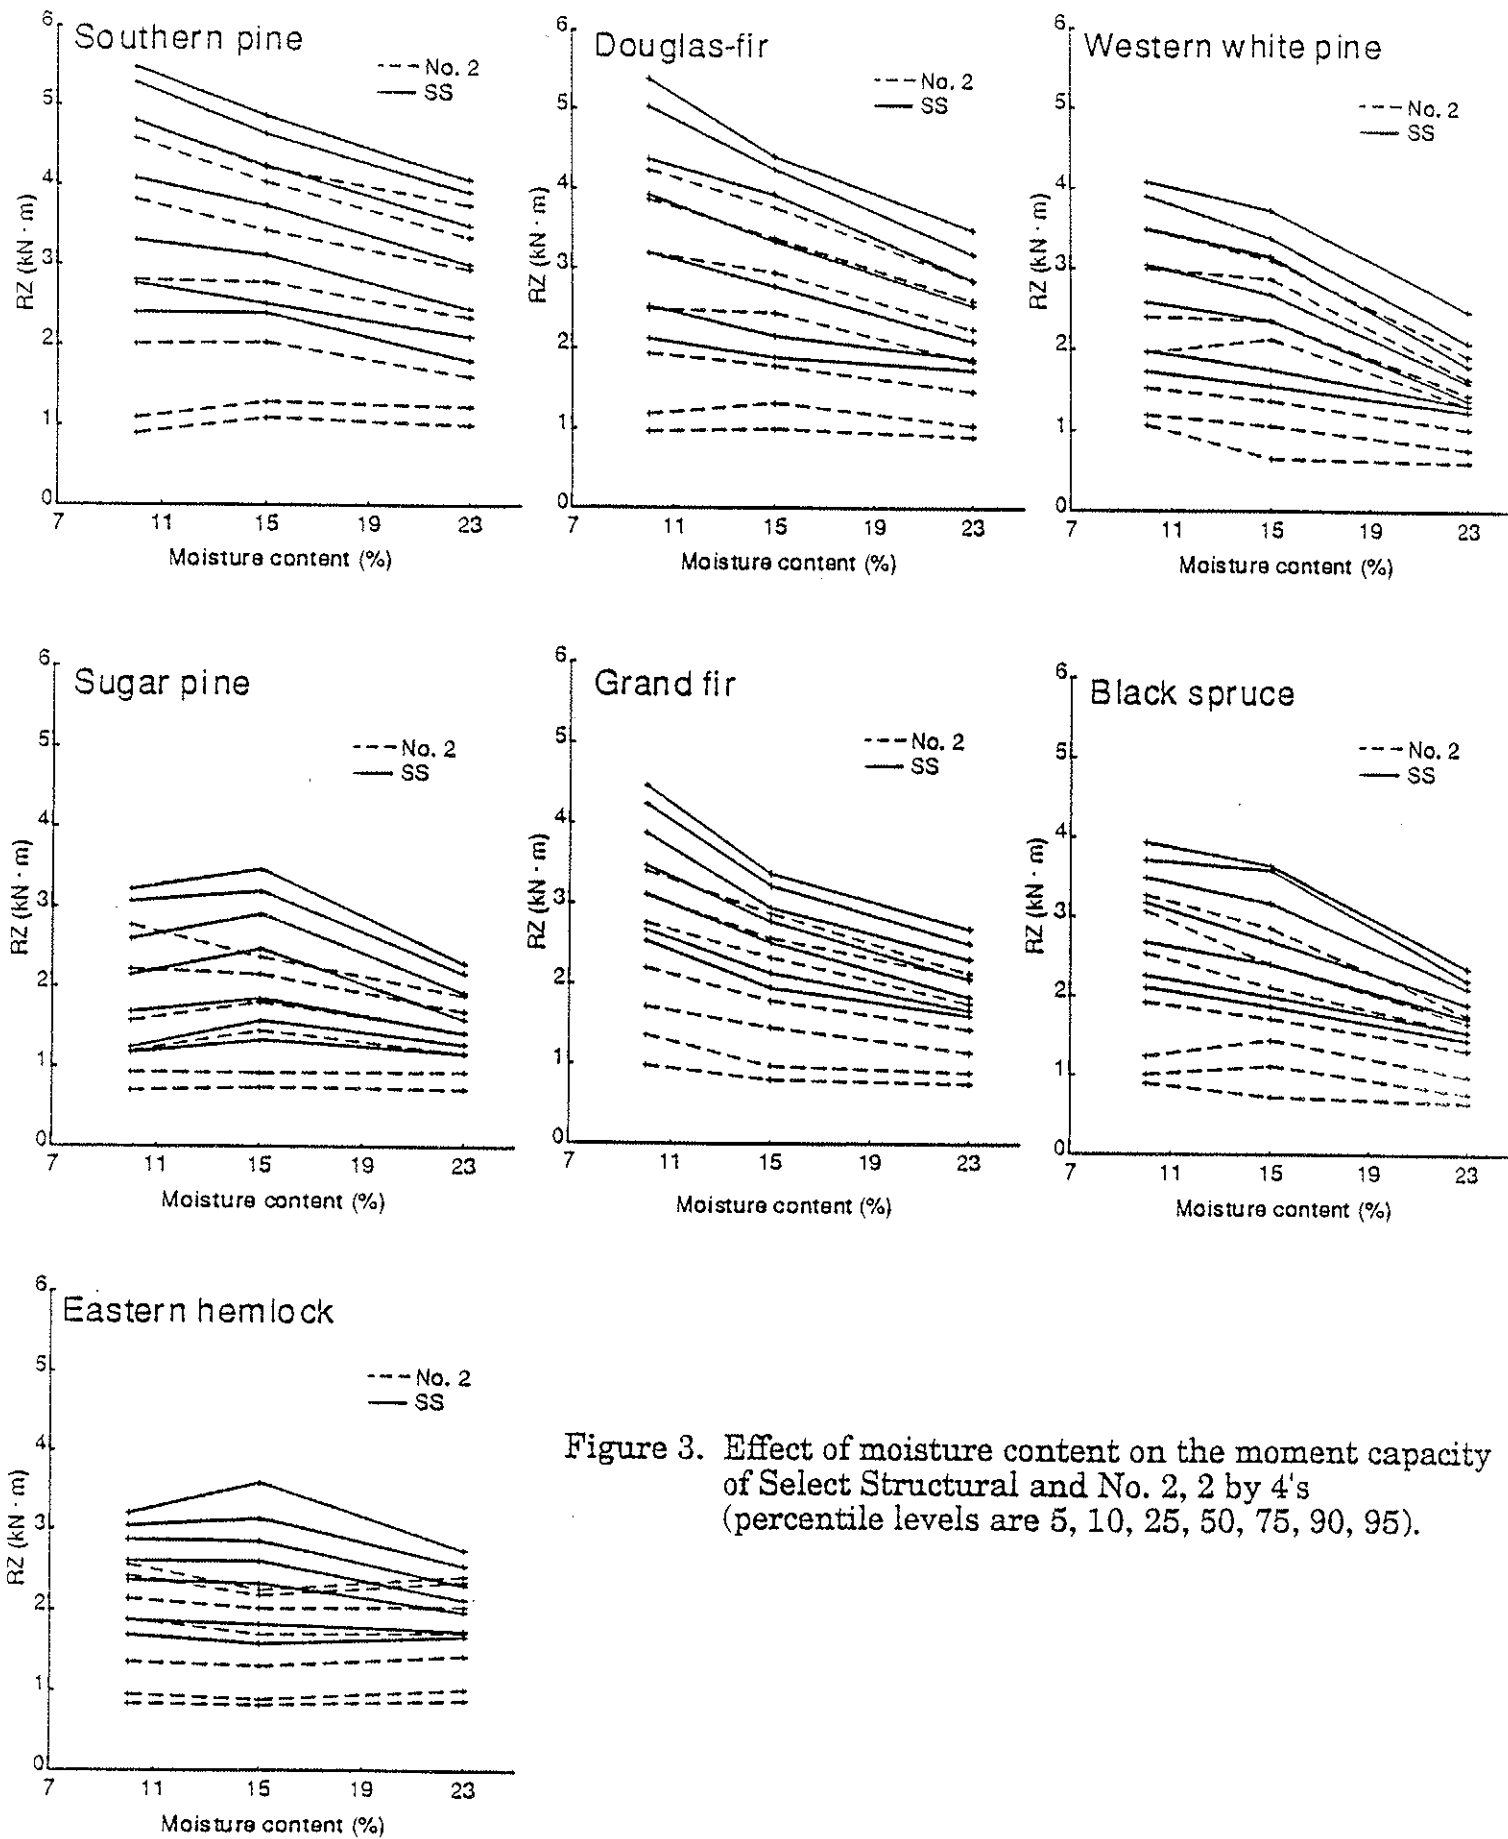 Southern pine
No. 2
SS
6
5
4
3
2
1
0
RZ (kN · m)
7 11 15 19 23
Moisture content (%)
Douglas-fir
No. 2
SS
6
5
4
3
2
1
0
RZ (kN · m)
7 11 15 19 23
Moisture content (%)
Western white pine
No. 2
SS
6
5
4
3
2
1
0
RZ (kN · m)
7 11 15 19 23
Moisture content (%)
Sugar pine
No. 2
SS
6
5
4
3
2
1
0
RZ (kN · m)
7 11 15 19 23
Moisture content (%)
Grand fir
No. 2
SS
6
5
4
3
2
1
0
RZ (kN · m)
7 11 15 19 23
Moisture content (%)
Black spruce
No. 2
SS
6
5
4
3
2
1
0
RZ (kN · m)
7 11 15 19 23
Moisture content (%)
Eastern hemlock
No. 2
SS
6
5
4
3
2
1
0
RZ (kN · m)
7 11 15 19 23
Moisture content (%)
Figure 3. Effect of moisture content on the moment capacity
of Select Structural and No. 2, 2 by 4's
(percentile levels are 5, 10, 25, 50, 75, 90, 95).